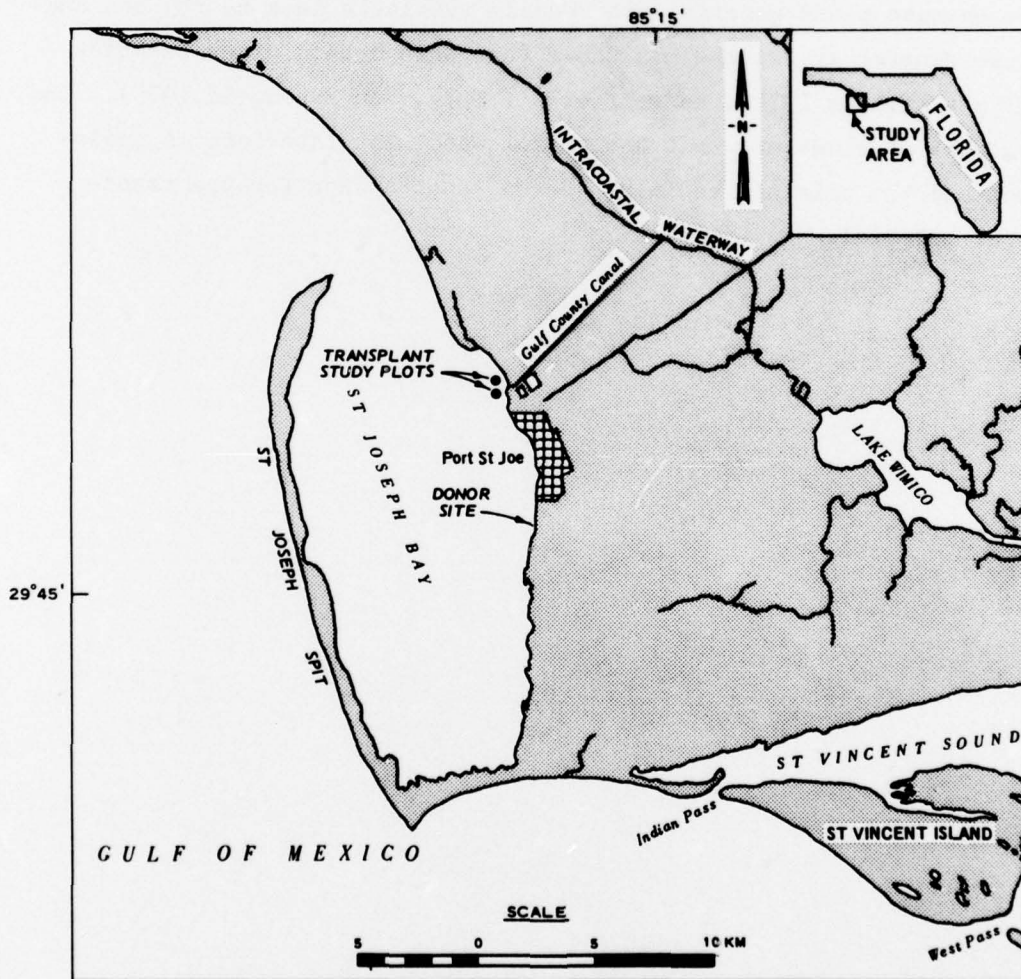 85°15'
-N-
FLORIDA
STUDY
AREA
INTRACOASTAL WATERWAY
Gulf County Canal
TRANSPLANT
STUDY PLOTS
ST JOSEPH BAY
Port St Joe
LAKE WIMICO
DONOR
SITE
ST JOSEPH SPIT
29°45'
ST VINCENT SOUND
Indian Pass
ST VINCENT ISLAND
GULF OF MEXICO
West Pass
SCALE
5 0 5 10 KM